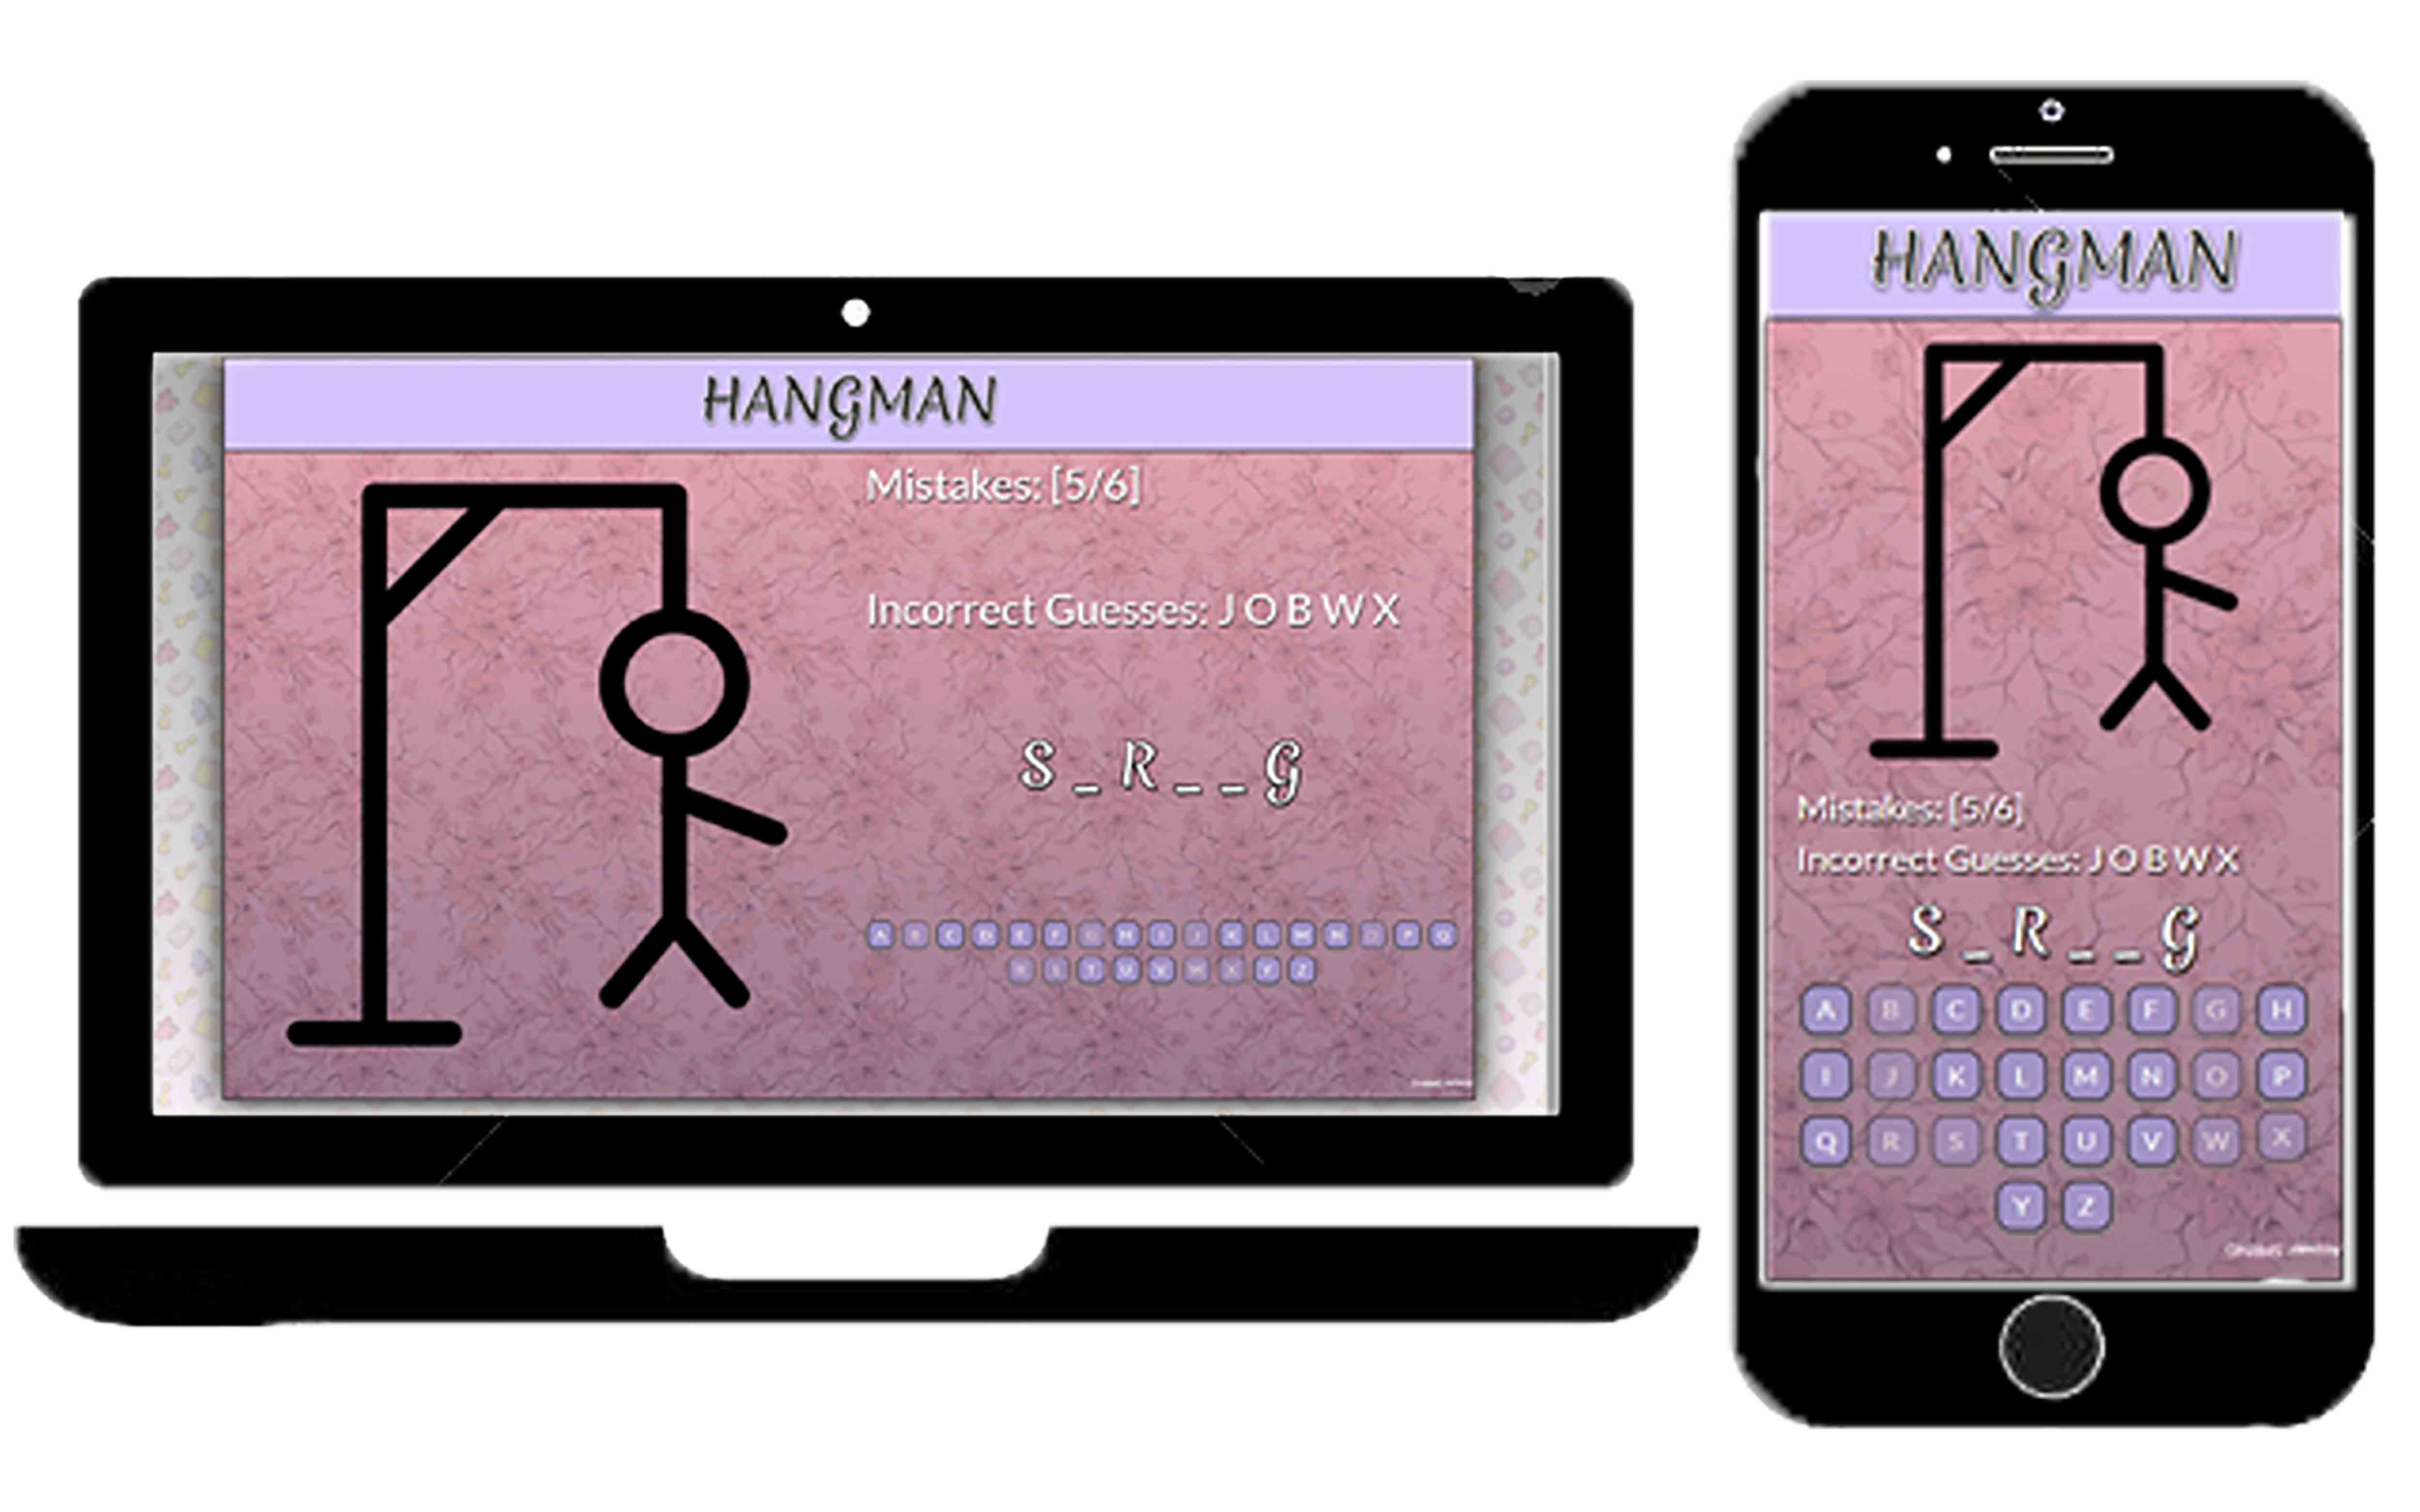 HANGMAN
Mistakes: [5/6]
Incorrect Guesses: J O B W X
S _ R _ _ G
A B C D E F G H I J K L M N O P Q
R S T U V W X Y Z
HANGMAN
Mistakes: [5/6]
Incorrect Guesses: J O B W X
S _ R _ _ G
A B C D E F G H
I J K L M N O P
Q R S T U V W X
Y Z